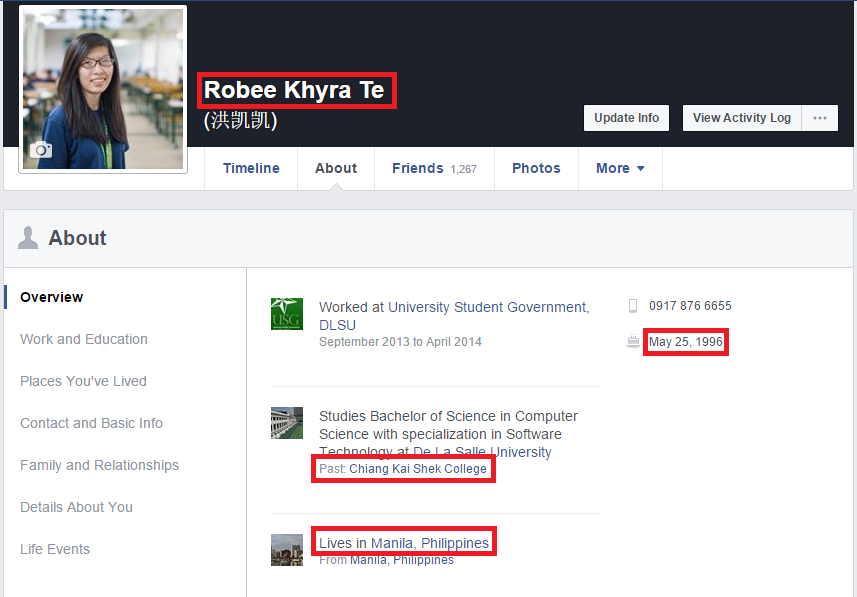 Robee Khyra Te
(洪凯凯)
Update Info
View Activity Log
Timeline
About
Friends 1,267
Photos
More
About
Overview
Work and Education
Places You've Lived
Contact and Basic Info
Family and Relationships
Details About You
Life Events
USG
Worked at University Student Government,
DLSU
September 2013 to April 2014
Studies Bachelor of Science in Computer
Science with specialization in Software
Technology at De La Salle University
Past: Chiang Kai Shek College
Lives in Manila, Philippines
From Manila, Philippines
0917 876 6655
May 25, 1996